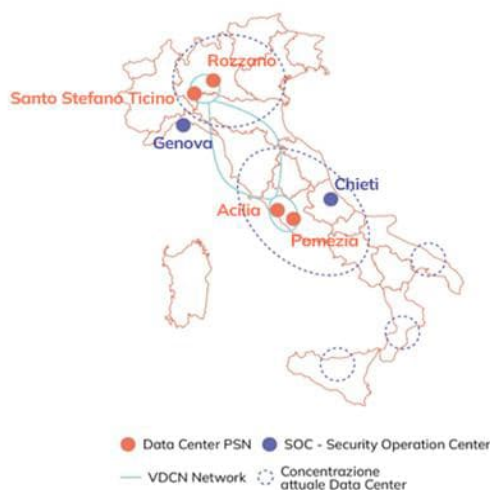 Rozzano
Santo Stefano Ticino
Genova
Chieti
Acilia
Pomezia
Data Center PSN
SOC - Security Operation Center
VDCN Network
Concentrazione
attuale Data Center